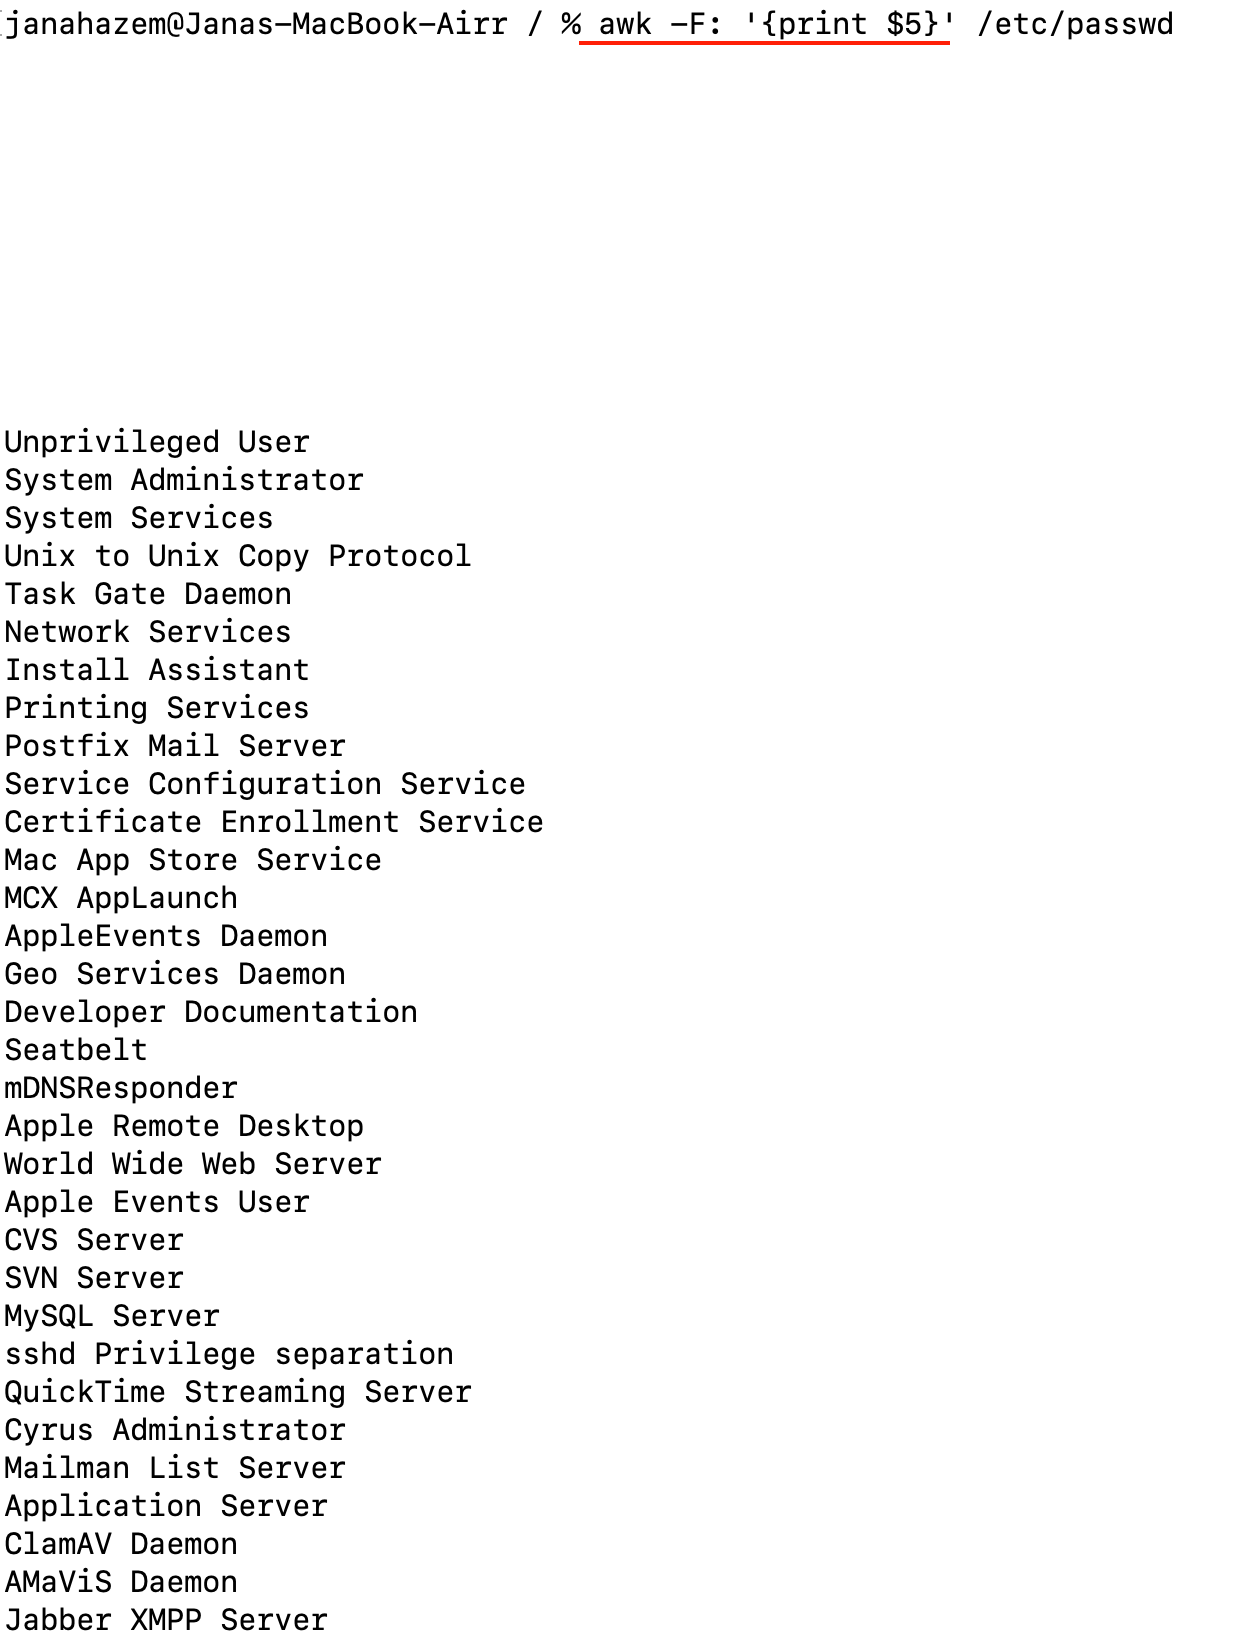 janahazem@Janas-MacBook-Airr / % awk -F: '{print $5}' /etc/passwd
Unprivileged User
System Administrator
System Services
Unix to Unix Copy Protocol
Task Gate Daemon
Network Services
Install Assistant
Printing Services
Postfix Mail Server
Service Configuration Service
Certificate Enrollment Service
Mac App Store Service
MCX AppLaunch
AppleEvents Daemon
Geo Services Daemon
Developer Documentation
Seatbelt
mDNSResponder
Apple Remote Desktop
World Wide Web Server
Apple Events User
CVS Server
SVN Server
MySQL Server
sshd Privilege separation
QuickTime Streaming Server
Cyrus Administrator
Mailman List Server
Application Server
ClamAV Daemon
AMaViS Daemon
Jabber XMPP Server